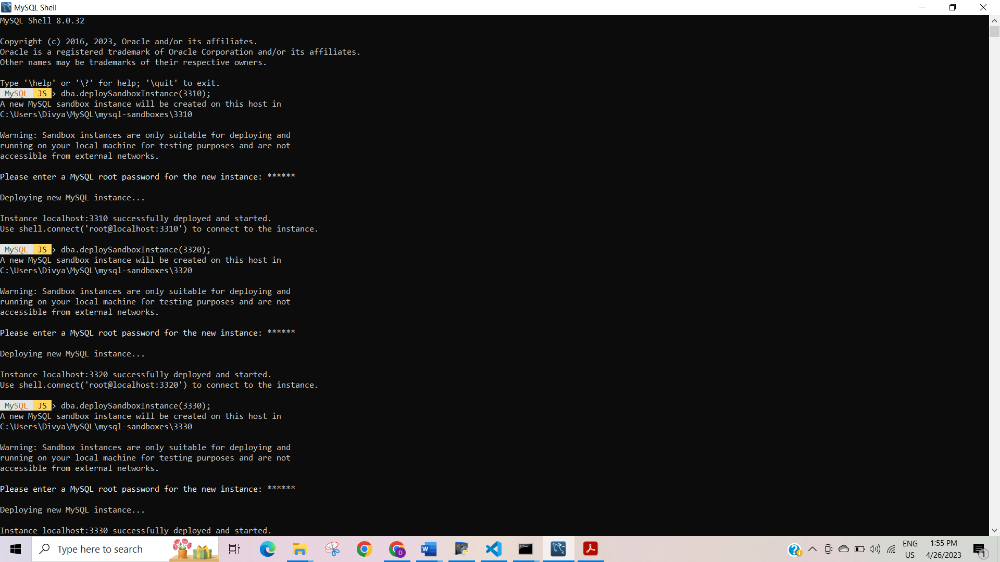 MySQL Shell
MySQL Shell 8.0.32
Copyright (c) 2016, 2023, Oracle and/or its affiliates.
Oracle is a registered trademark of Oracle Corporation and/or its affiliates.
Other names may be trademarks of their respective owners.
Type '\help' or '\?' for help; '\quit' to exit.
MySQL JS > dba.deploySandboxInstance(3310);
A new MySQL sandbox instance will be created on this host in
C:\Users\Divya\MySQL\mysql-sandboxes\3310
Warning: Sandbox instances are only suitable for deploying and
running on your local machine for testing purposes and are not
accessible from external networks.
Please enter a MySQL root password for the new instance: ******
Deploying new MySQL instance...
Instance localhost:3310 successfully deployed and started.
Use shell.connect('root@localhost:3310') to connect to the instance.
MySQL JS > dba.deploySandboxInstance(3320);
A new MySQL sandbox instance will be created on this host in
C:\Users\Divya\MySQL\mysql-sandboxes\3320
Warning: Sandbox instances are only suitable for deploying and
running on your local machine for testing purposes and are not
accessible from external networks.
Please enter a MySQL root password for the new instance: ******
Deploying new MySQL instance...
Instance localhost:3320 successfully deployed and started.
Use shell.connect('root@localhost:3320') to connect to the instance.
MySQL JS > dba.deploySandboxInstance(3330);
A new MySQL sandbox instance will be created on this host in
C:\Users\Divya\MySQL\mysql-sandboxes\3330
Warning: Sandbox instances are only suitable for deploying and
running on your local machine for testing purposes and are not
accessible from external networks.
Please enter a MySQL root password for the new instance: ******
Deploying new MySQL instance...
Instance localhost:3330 successfully deployed and started.
Type here to search
D
W
ENG
US
1:55 PM
4/26/2023
1